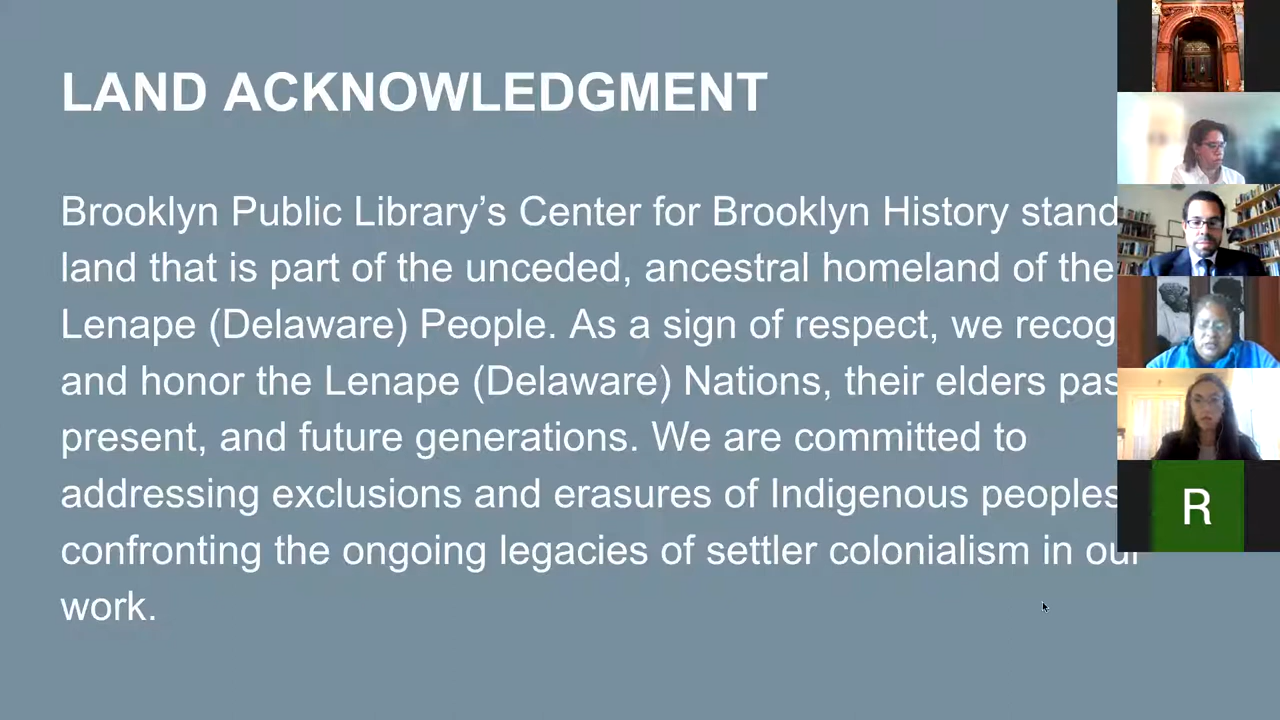 LAND ACKNOWLEDGMENT
Brooklyn Public Library’s Center for Brooklyn History stand
land that is part of the unceded, ancestral homeland of the
Lenape (Delaware) People. As a sign of respect, we recog
and honor the Lenape (Delaware) Nations, their elders pas
present, and future generations. We are committed to
addressing exclusions and erasures of Indigenous peoples
confronting the ongoing legacies of settler colonialism in our
work.
R